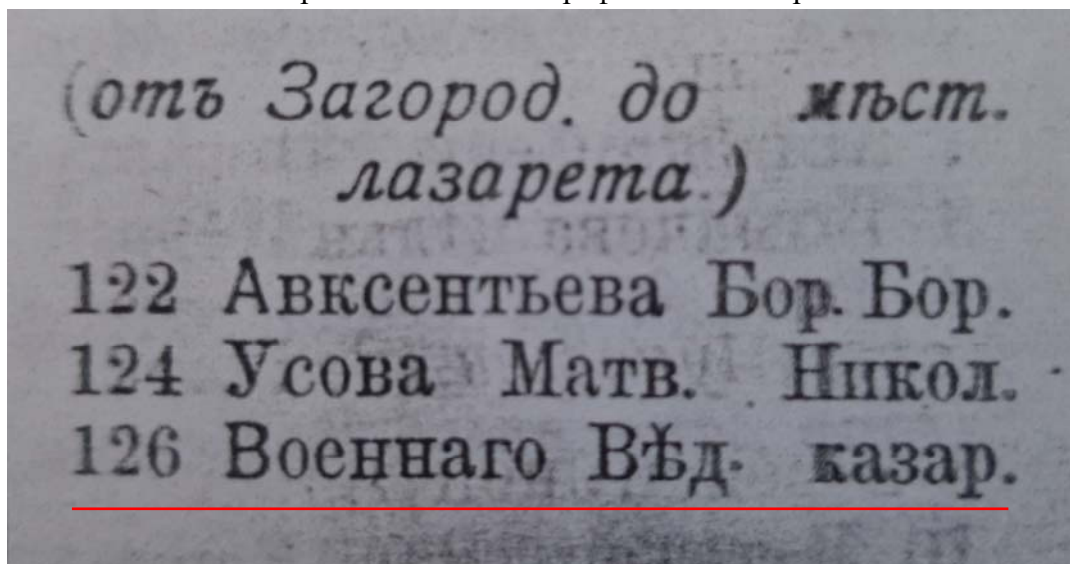 (отъ Загород. до мѣст.
лазарета.)
122 Авксентьева Бор. Бор.
124 Усова Матв. Никол.
126 Военнаго Вѣд. казар.